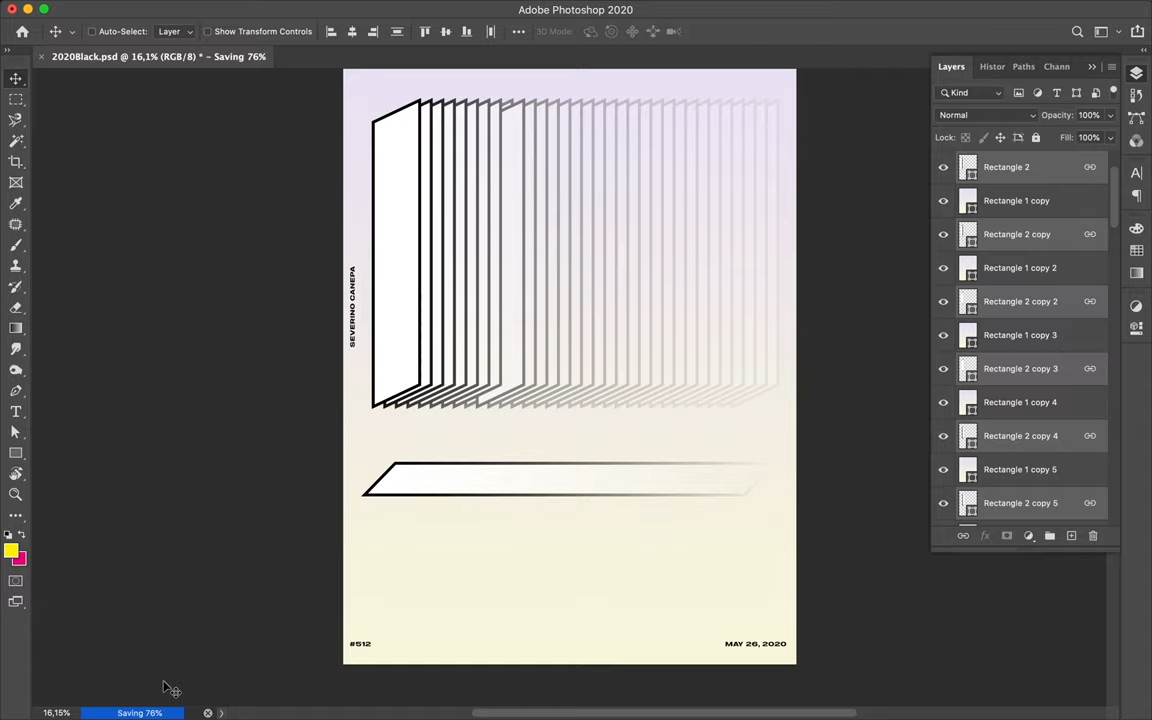 Adobe Photoshop 2020
Auto-Select:
Layer
Show Transform Controls
3D Mode:
2020Black.psd @ 16,1% (RGB/8) * – Saving 76%
Layers
Histor
Paths
Chann
Kind
Normal
Opacity: 100%
Lock:
Fill: 100%
Rectangle 2
Rectangle 1 copy
Rectangle 2 copy
Rectangle 1 copy 2
Rectangle 2 copy 2
Rectangle 1 copy 3
Rectangle 2 copy 3
Rectangle 1 copy 4
Rectangle 2 copy 4
Rectangle 1 copy 5
Rectangle 2 copy 5
SEVERINO CANEPA
#512
MAY 26, 2020
16,15%
Saving 76%